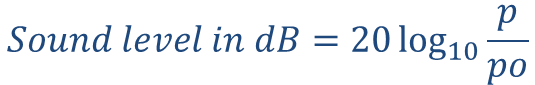 Sound level in dB = 20 log₁₀ p/po